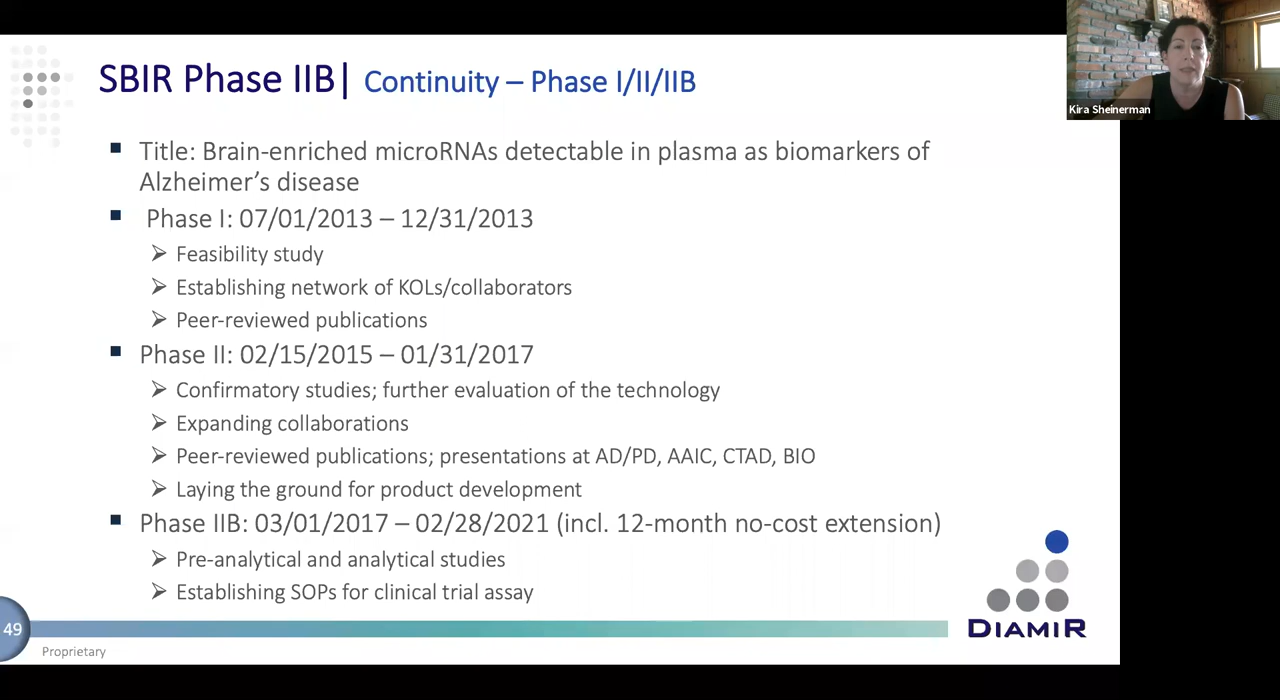 SBIR Phase IIB| Continuity – Phase I/II/IIB
Kira Sheinerman
▪ Title: Brain-enriched microRNAs detectable in plasma as biomarkers of
Alzheimer’s disease
▪ Phase I: 07/01/2013 – 12/31/2013
➢ Feasibility study
➢ Establishing network of KOLs/collaborators
➢ Peer-reviewed publications
▪ Phase II: 02/15/2015 – 01/31/2017
➢ Confirmatory studies; further evaluation of the technology
➢ Expanding collaborations
➢ Peer-reviewed publications; presentations at AD/PD, AAIC, CTAD, BIO
➢ Laying the ground for product development
▪ Phase IIB: 03/01/2017 – 02/28/2021 (incl. 12-month no-cost extension)
➢ Pre-analytical and analytical studies
➢ Establishing SOPs for clinical trial assay
49
DIAMIR
Proprietary